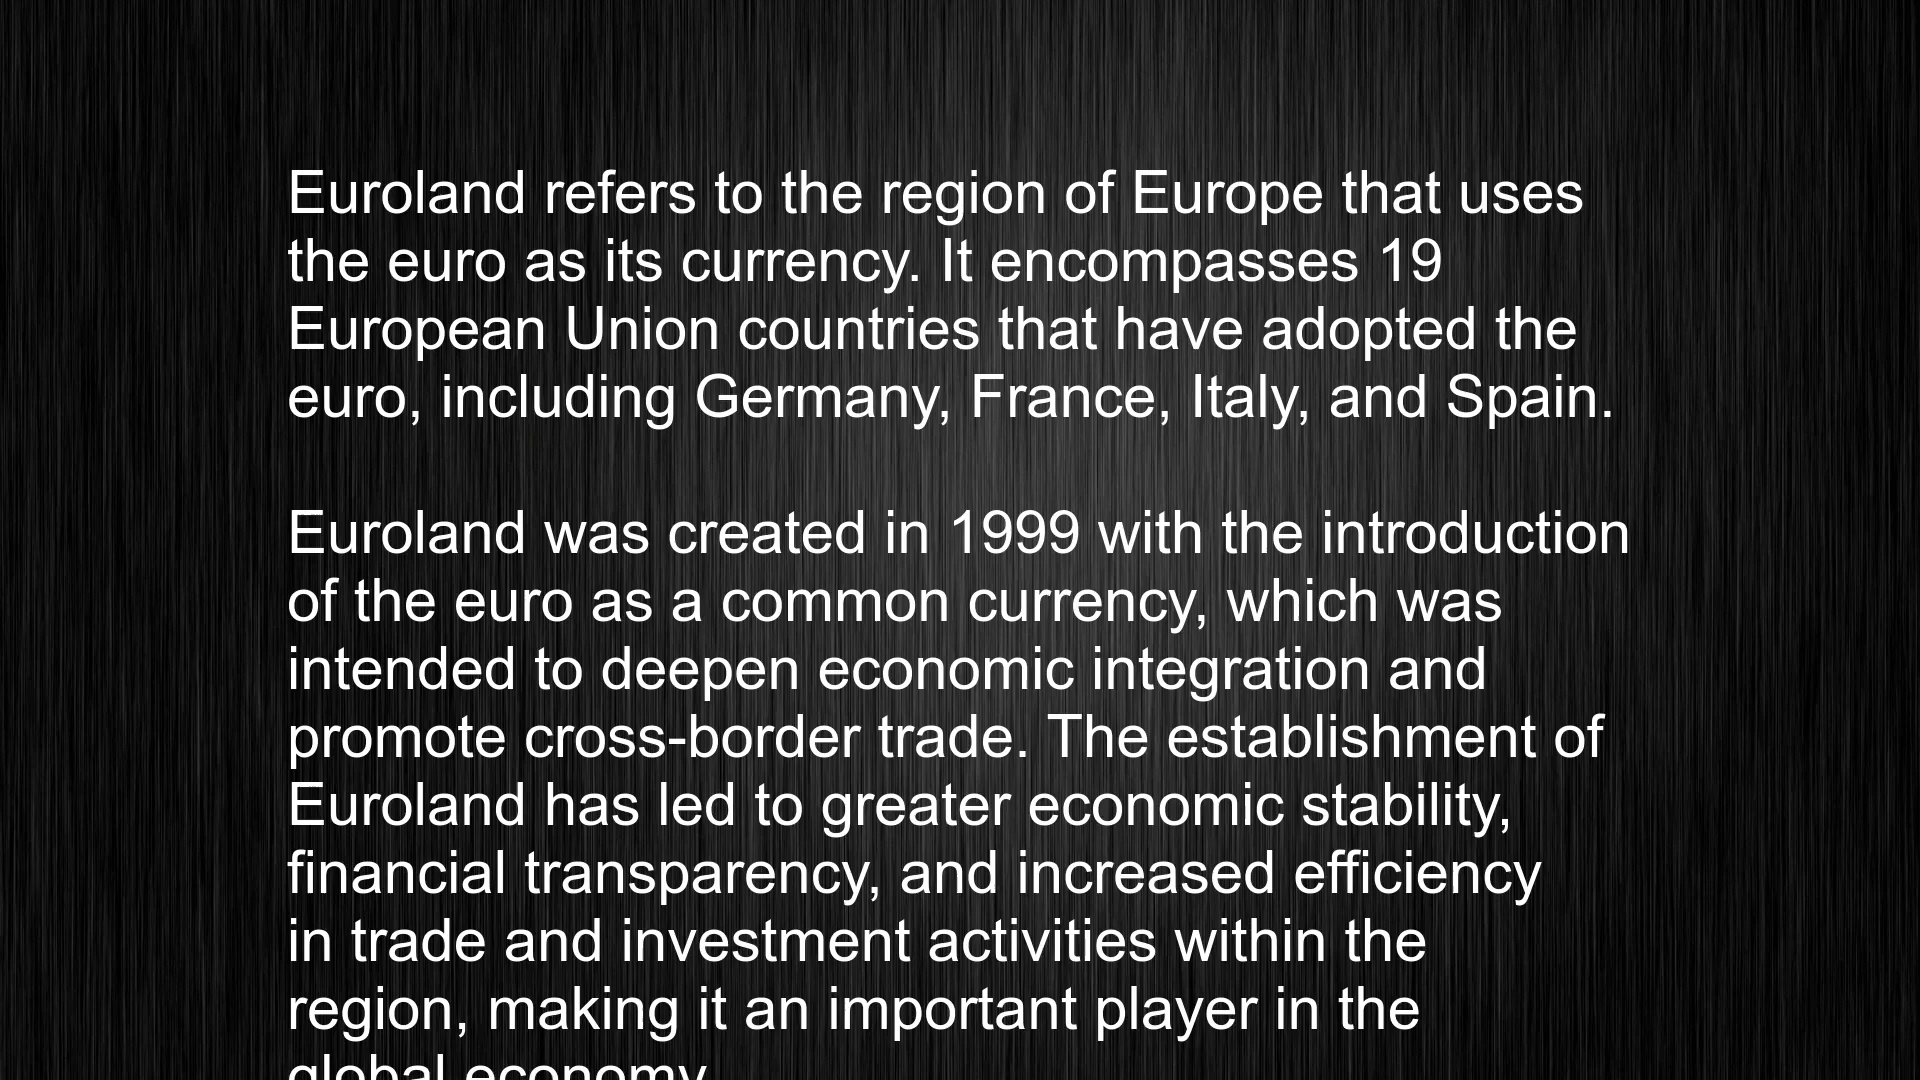 Euroland refers to the region of Europe that uses
the euro as its currency. It encompasses 19
European Union countries that have adopted the
euro, including Germany, France, Italy, and Spain.
Euroland was created in 1999 with the introduction
of the euro as a common currency, which was
intended to deepen economic integration and
promote cross-border trade. The establishment of
Euroland has led to greater economic stability,
financial transparency, and increased efficiency
in trade and investment activities within the
region, making it an important player in the
global economy.